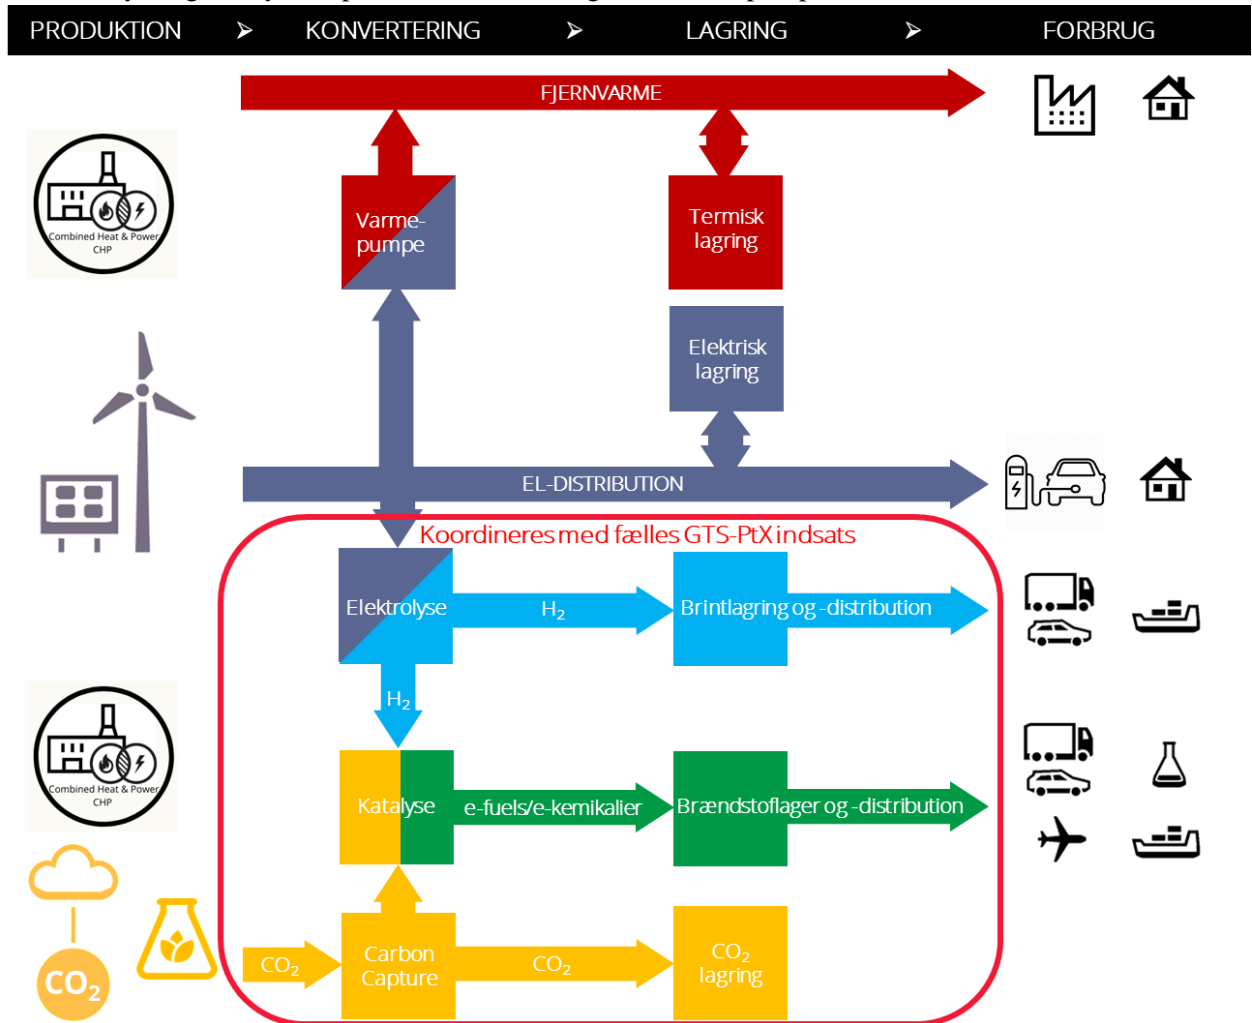 PRODUKTION ➢ KONVERTERING ➢ LAGRING ➢ FORBRUG
FJERNVARME
Combined Heat & Power
CHP
Varme-
pumpe
Termisk
lagring
Elektrisk
lagring
EL-DISTRIBUTION
Koordineres med fælles GTS-PtX indsats
Elektrolyse
H₂
Brintlagring og -distribution
H₂
Combined Heat & Power
CHP
Katalyse
e-fuels/e-kemikalier
Brændstoflager og -distribution
CO₂
CO₂
Carbon
Capture
CO₂
CO₂
lagring